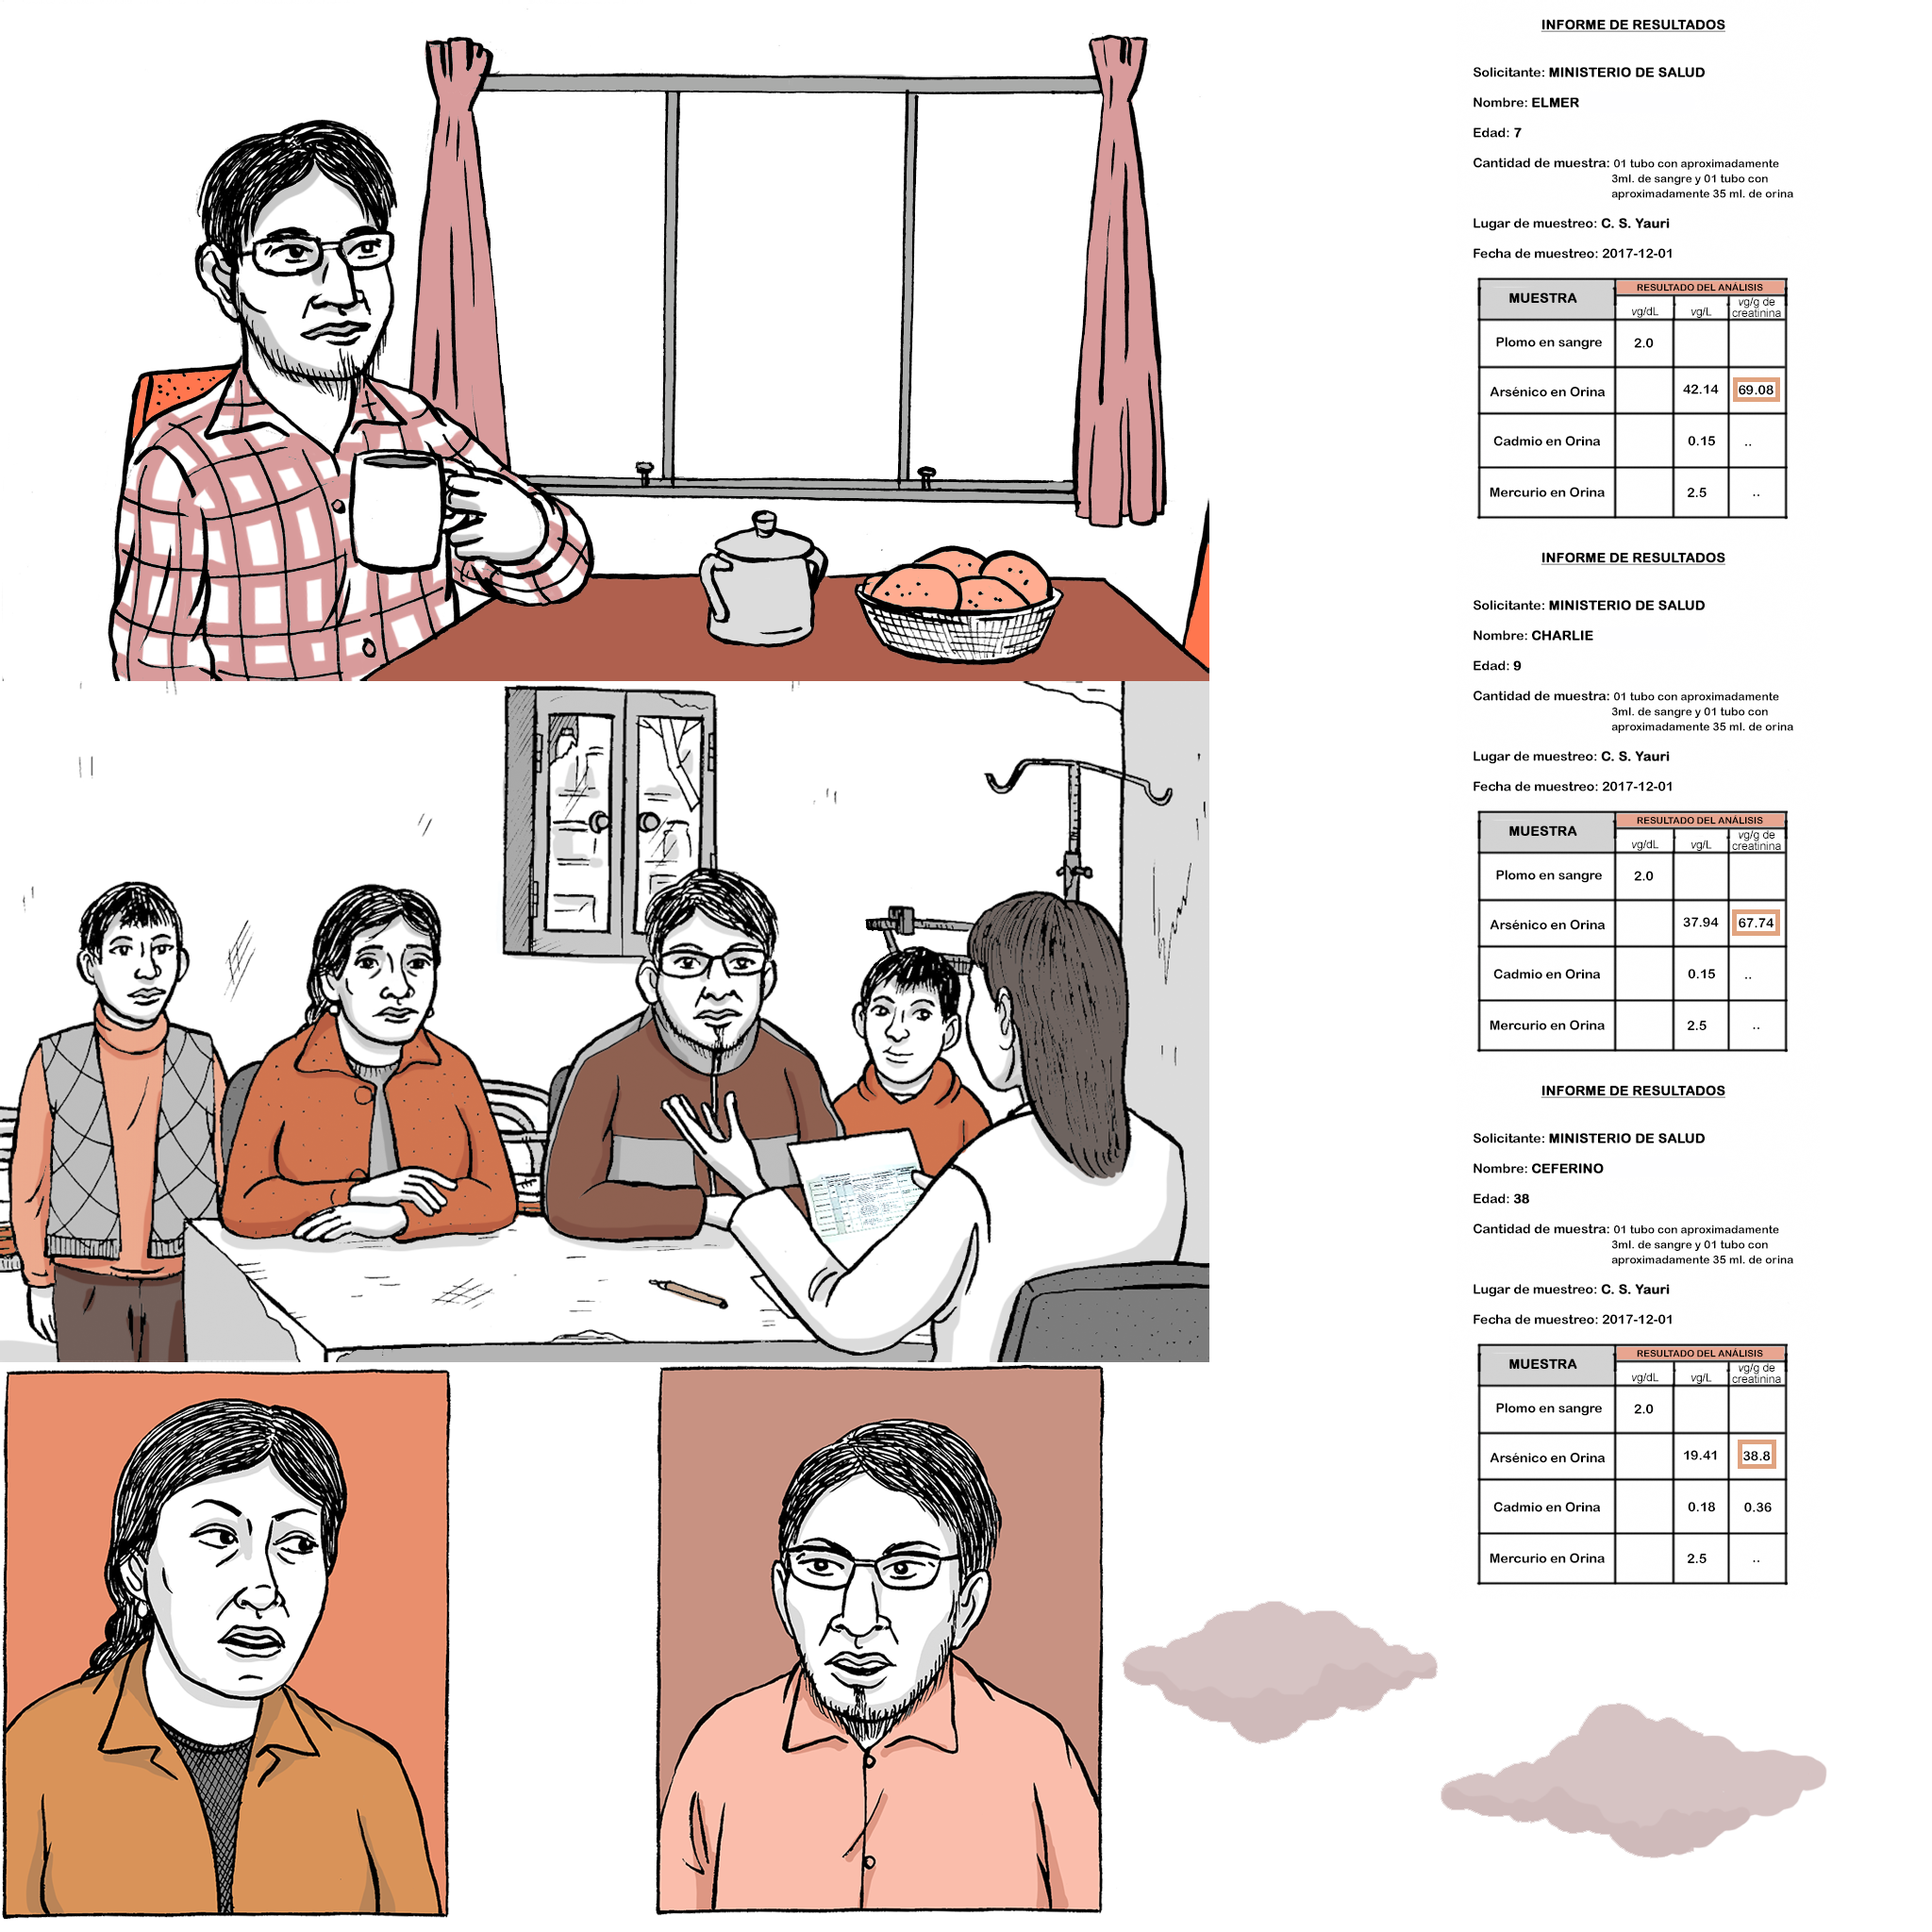 INFORME DE RESULTADOS
Solicitante: MINISTERIO DE SALUD
Nombre: ELMER
Edad: 7
Cantidad de muestra: 01 tubo con aproximadamente
3ml. de sangre y 01 tubo con
aproximadamente 35 ml. de orina
Lugar de muestreo: C. S. Yauri
Fecha de muestreo: 2017-12-01
MUESTRA RESULTADO DEL ANÁLISIS
vg/dL vg/L vg/g de creatinina
Plomo en sangre 2.0
Arsénico en Orina 42.14 69.08
Cadmio en Orina 0.15 ..
Mercurio en Orina 2.5 ..
INFORME DE RESULTADOS
Solicitante: MINISTERIO DE SALUD
Nombre: CHARLIE
Edad: 9
Cantidad de muestra: 01 tubo con aproximadamente
3ml. de sangre y 01 tubo con
aproximadamente 35 ml. de orina
Lugar de muestreo: C. S. Yauri
Fecha de muestreo: 2017-12-01
MUESTRA RESULTADO DEL ANÁLISIS
vg/dL vg/L vg/g de creatinina
Plomo en sangre 2.0
Arsénico en Orina 37.94 67.74
Cadmio en Orina 0.15 ..
Mercurio en Orina 2.5 ..
INFORME DE RESULTADOS
Solicitante: MINISTERIO DE SALUD
Nombre: CEFERINO
Edad: 38
Cantidad de muestra: 01 tubo con aproximadamente
3ml. de sangre y 01 tubo con
aproximadamente 35 ml. de orina
Lugar de muestreo: C. S. Yauri
Fecha de muestreo: 2017-12-01
MUESTRA RESULTADO DEL ANÁLISIS
vg/dL vg/L vg/g de creatinina
Plomo en sangre 2.0
Arsénico en Orina 19.41 38.8
Cadmio en Orina 0.18 0.36
Mercurio en Orina 2.5 ..